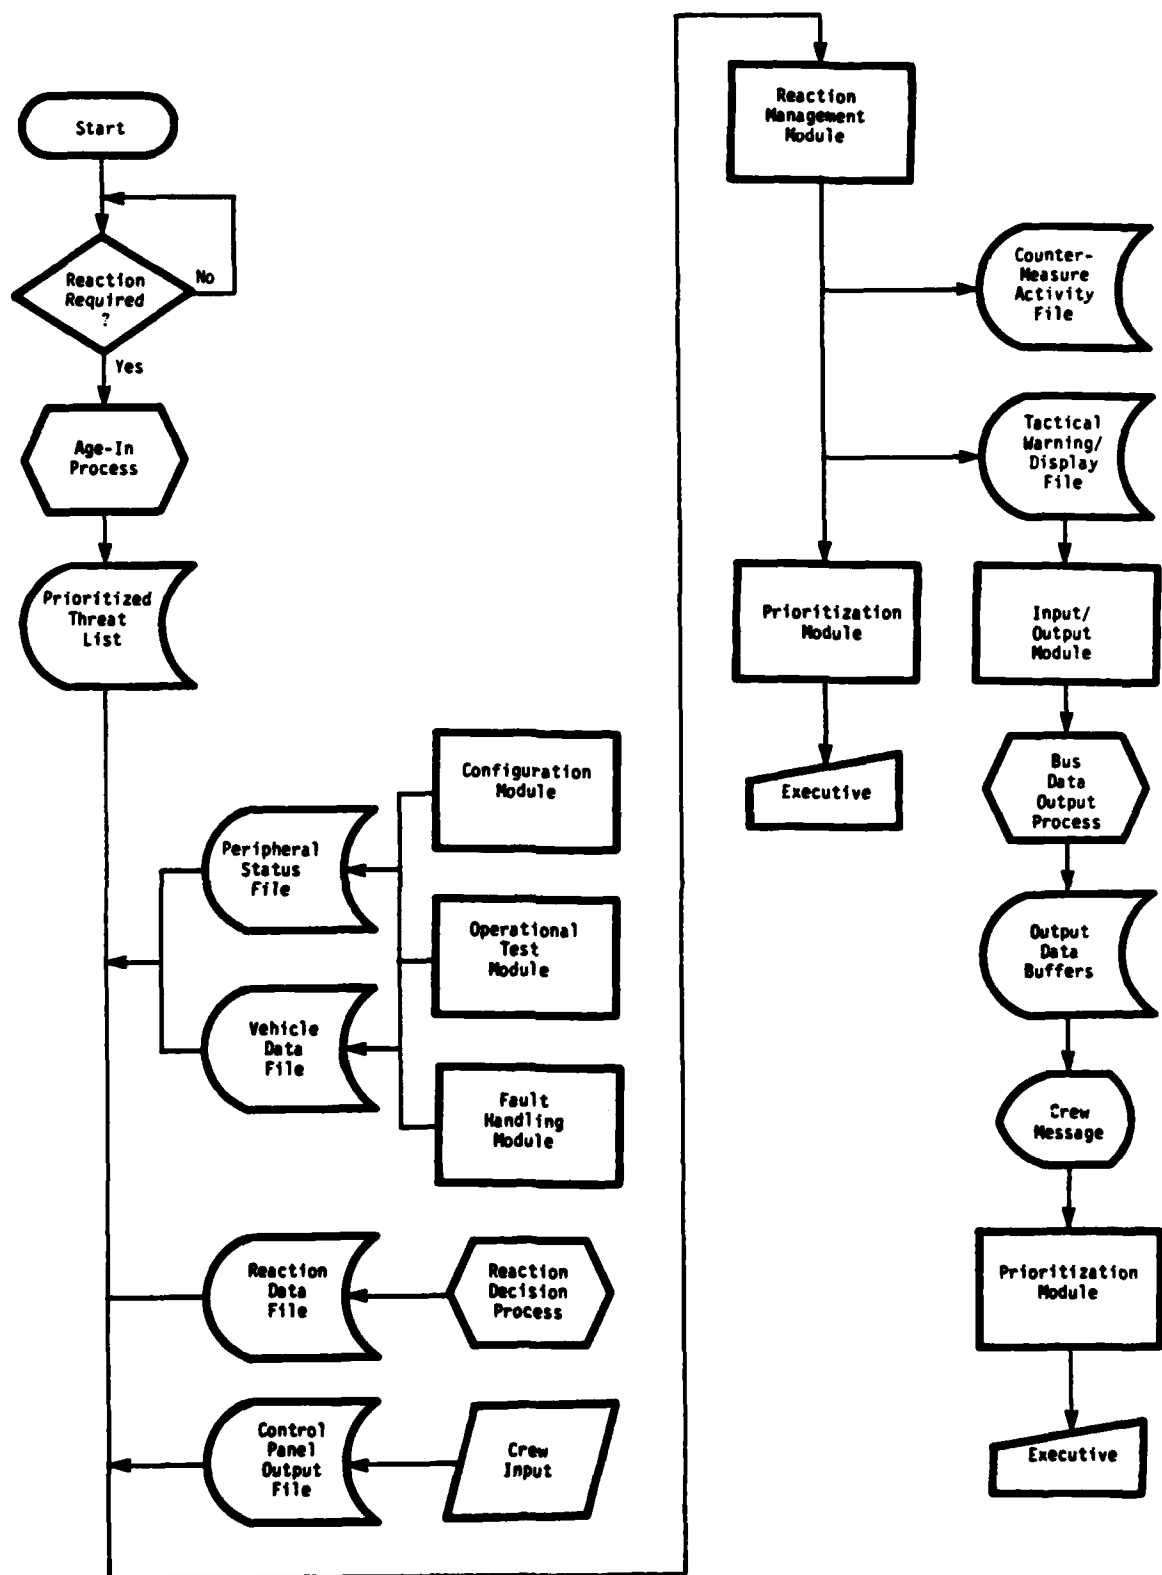 Start
Reaction
Required
?
No
Yes
Age-In
Process
Prioritized
Threat
List
Configuration
Module
Peripheral
Status
File
Operational
Test
Module
Vehicle
Data
File
Fault
Handling
Module
Reaction
Data
File
Reaction
Decision
Process
Control
Panel
Output
File
Crew
Input
Reaction
Management
Module
Counter-
Measure
Activity
File
Tactical
Warning/
Display
File
Prioritization
Module
Input/
Output
Module
Executive
Bus
Data
Output
Process
Output
Data
Buffers
Crew
Message
Prioritization
Module
Executive